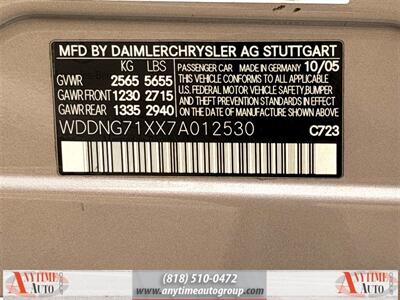 MFD BY DAIMLERCHRYSLER AG STUTTGART
KG LBS
GVWR 2565 5655
GAWR FRONT 1230 2715
GAWR REAR 1335 2940
PASSENGER CAR MADE IN GERMANY 10/05
THIS VEHICLE CONFORMS TO ALL APPLICABLE
U.S. FEDERAL MOTOR VEHICLE SAFETY, BUMPER
AND THEFT PREVENTION STANDARDS IN EFFECT
ON THE DATE OF MANUFACTURE SHOWN ABOVE
WDDNG71XX7A012530
C723
ANYTIME
AUTO
(818) 510-0472
www.anytimeautogroup.com
ANYTIME
AUTO